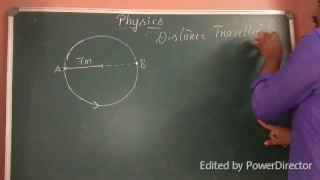 Physics
Distance Travelled
7m
A
B
Edited by PowerDirector